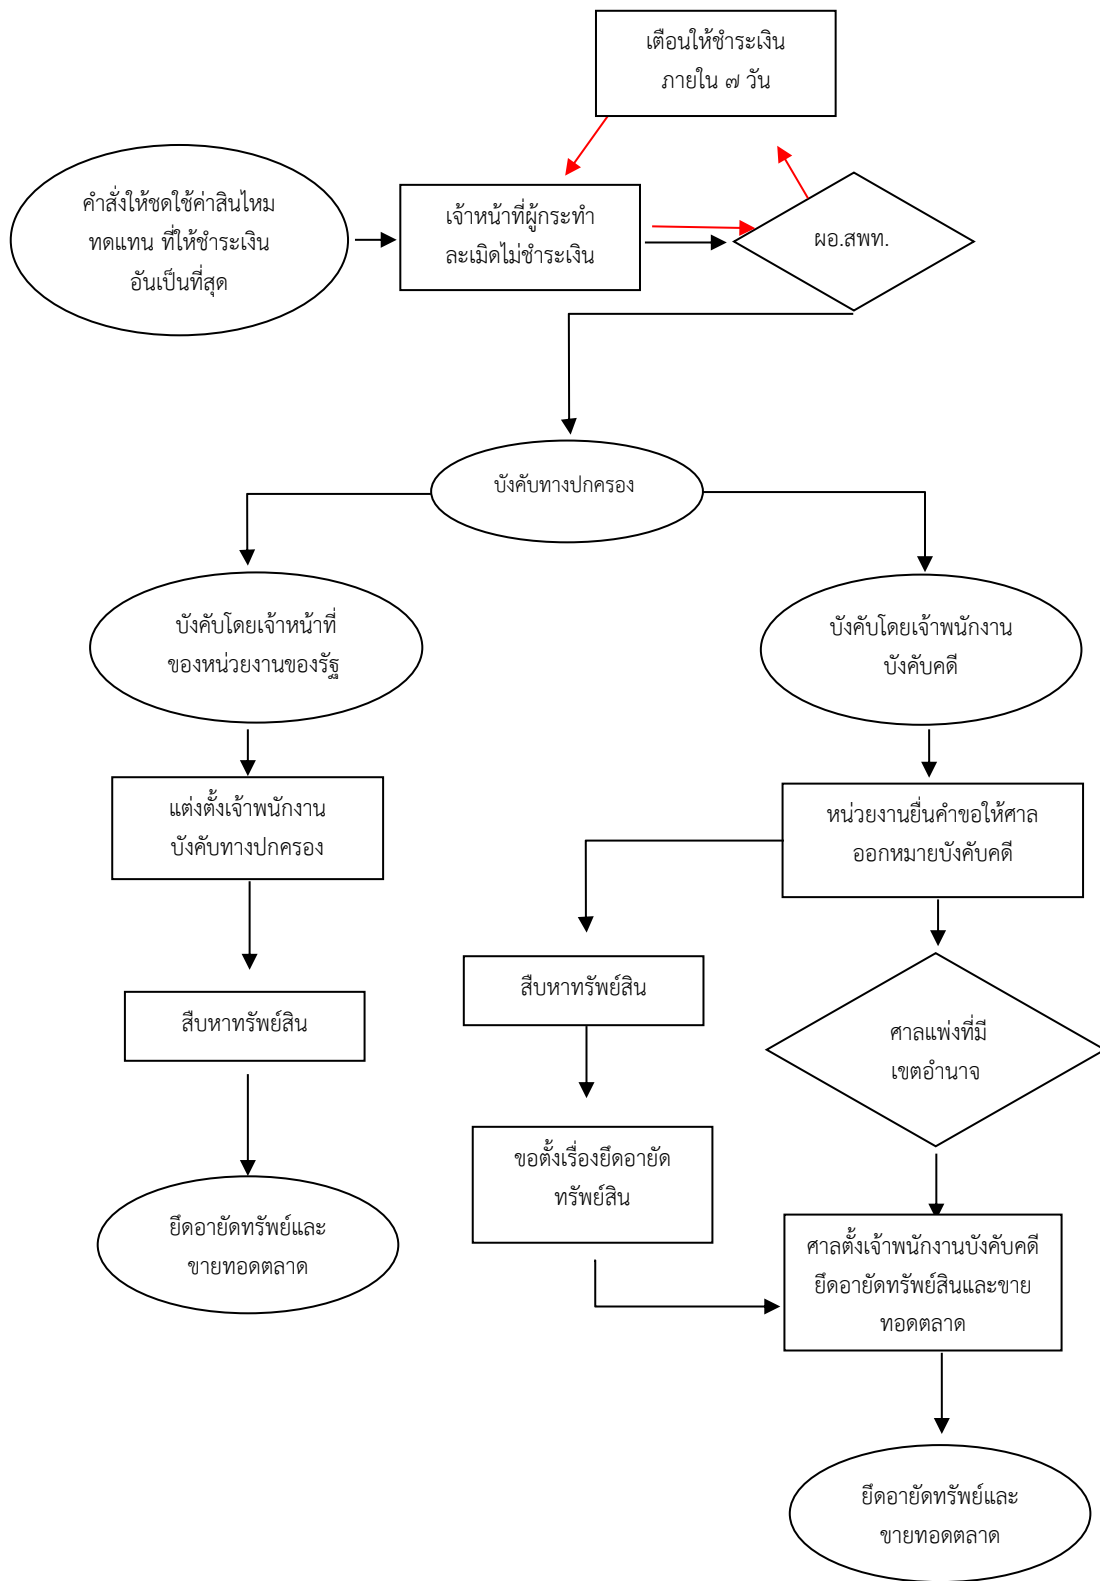 เตือนให้ชำระเงิน
ภายใน ๗ วัน
คำสั่งให้ชดใช้ค่าสินไหม
ทดแทน ที่ให้ชำระเงิน
อันเป็นที่สุด
เจ้าหน้าที่ผู้กระทำ
ละเมิดไม่ชำระเงิน
ผอ.สพท.
บังคับทางปกครอง
บังคับโดยเจ้าหน้าที่
ของหน่วยงานของรัฐ
บังคับโดยเจ้าพนักงาน
บังคับคดี
แต่งตั้งเจ้าพนักงาน
บังคับทางปกครอง
หน่วยงานยื่นคำขอให้ศาล
ออกหมายบังคับคดี
สืบหาทรัพย์สิน
สืบหาทรัพย์สิน
ศาลแพ่งที่มี
เขตอำนาจ
ขอตั้งเรื่องยึดอายัด
ทรัพย์สิน
ยึดอายัดทรัพย์และ
ขายทอดตลาด
ศาลตั้งเจ้าพนักงานบังคับคดี
ยึดอายัดทรัพย์สินและขาย
ทอดตลาด
ยึดอายัดทรัพย์และ
ขายทอดตลาด